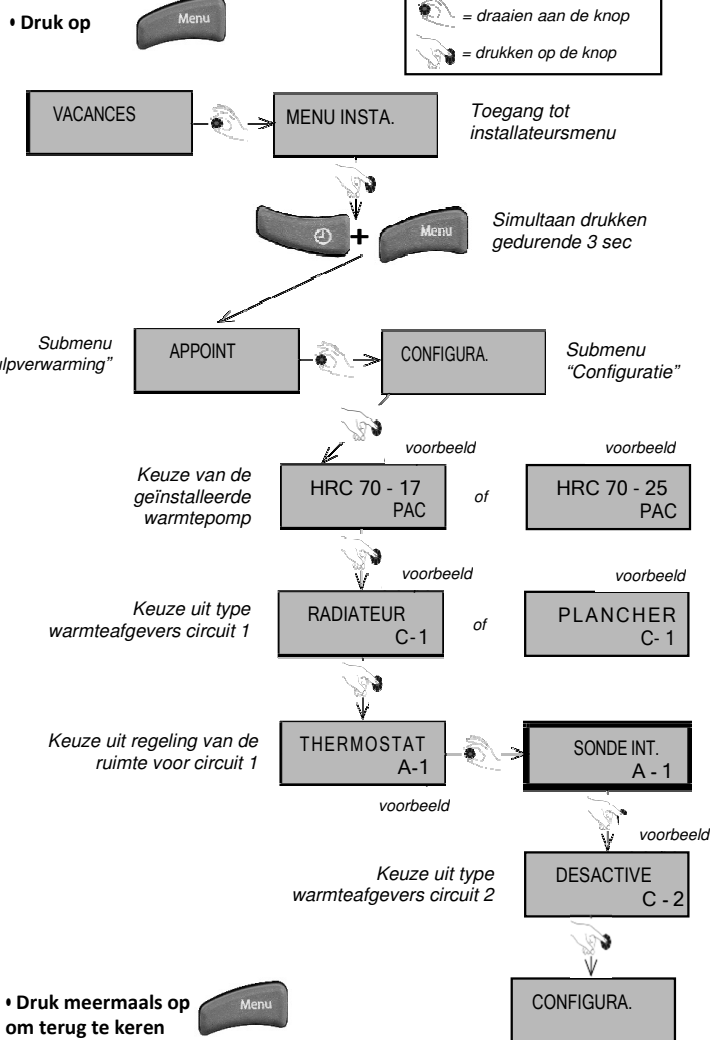 • Druk op
Menu
= draaien aan de knop
= drukken op de knop
VACANCES
MENU INSTA.
Toegang tot
installateursmenu
+
Menu
Simultaan drukken
gedurende 3 sec
Submenu
ulpverwarming”
APPOINT
CONFIGURA.
Submenu
“Configuratie”
voorbeeld
voorbeeld
Keuze van de
geïnstalleerde
warmtepomp
HRC 70 - 17
PAC
of
HRC 70 - 25
PAC
voorbeeld
voorbeeld
Keuze uit type
warmteafgevers circuit 1
RADIATEUR
C- 1
of
PLANCHER
C- 1
Keuze uit regeling van de
ruimte voor circuit 1
THERMOSTAT
A-1
SONDE INT.
A - 1
voorbeeld
voorbeeld
Keuze uit type
warmteafgevers circuit 2
DESACTIVE
C - 2
CONFIGURA.
• Druk meermaals op
om terug te keren
Menu